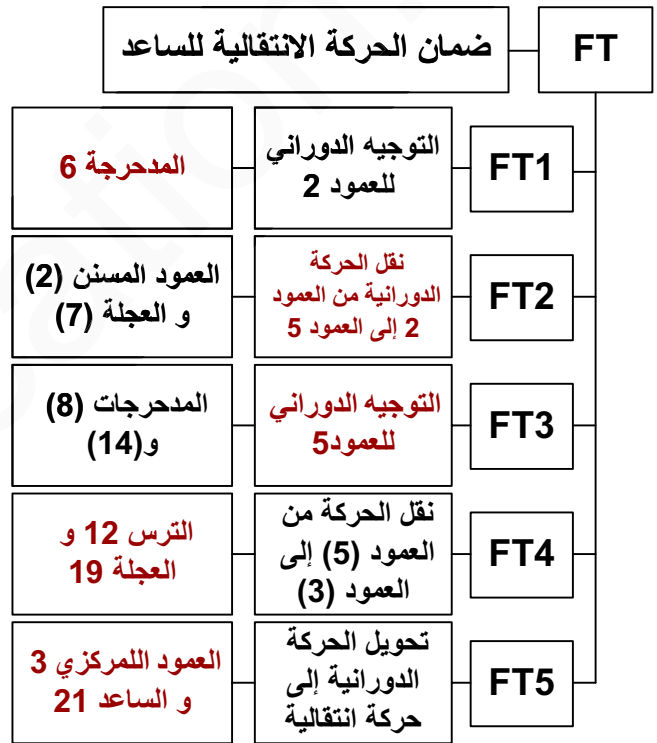 FT
ضمان الحركة الانتقالية للساعد
FT1
التوجيه الدوراني
للعمود 2
المدحرجة 6
FT2
نقل الحركة
الدورانية من العمود
2 إلى العمود 5
العمود المسنن (2)
و العجلة (7)
FT3
التوجيه الدوراني
للعمود5
المدحرجات (8)
و(14)
FT4
نقل الحركة من
العمود (5) إلى
العمود (3)
الترس 12 و
العجلة 19
FT5
تحويل الحركة
الدورانية إلى
حركة انتقالية
العمود اللمركزي 3
و الساعد 21